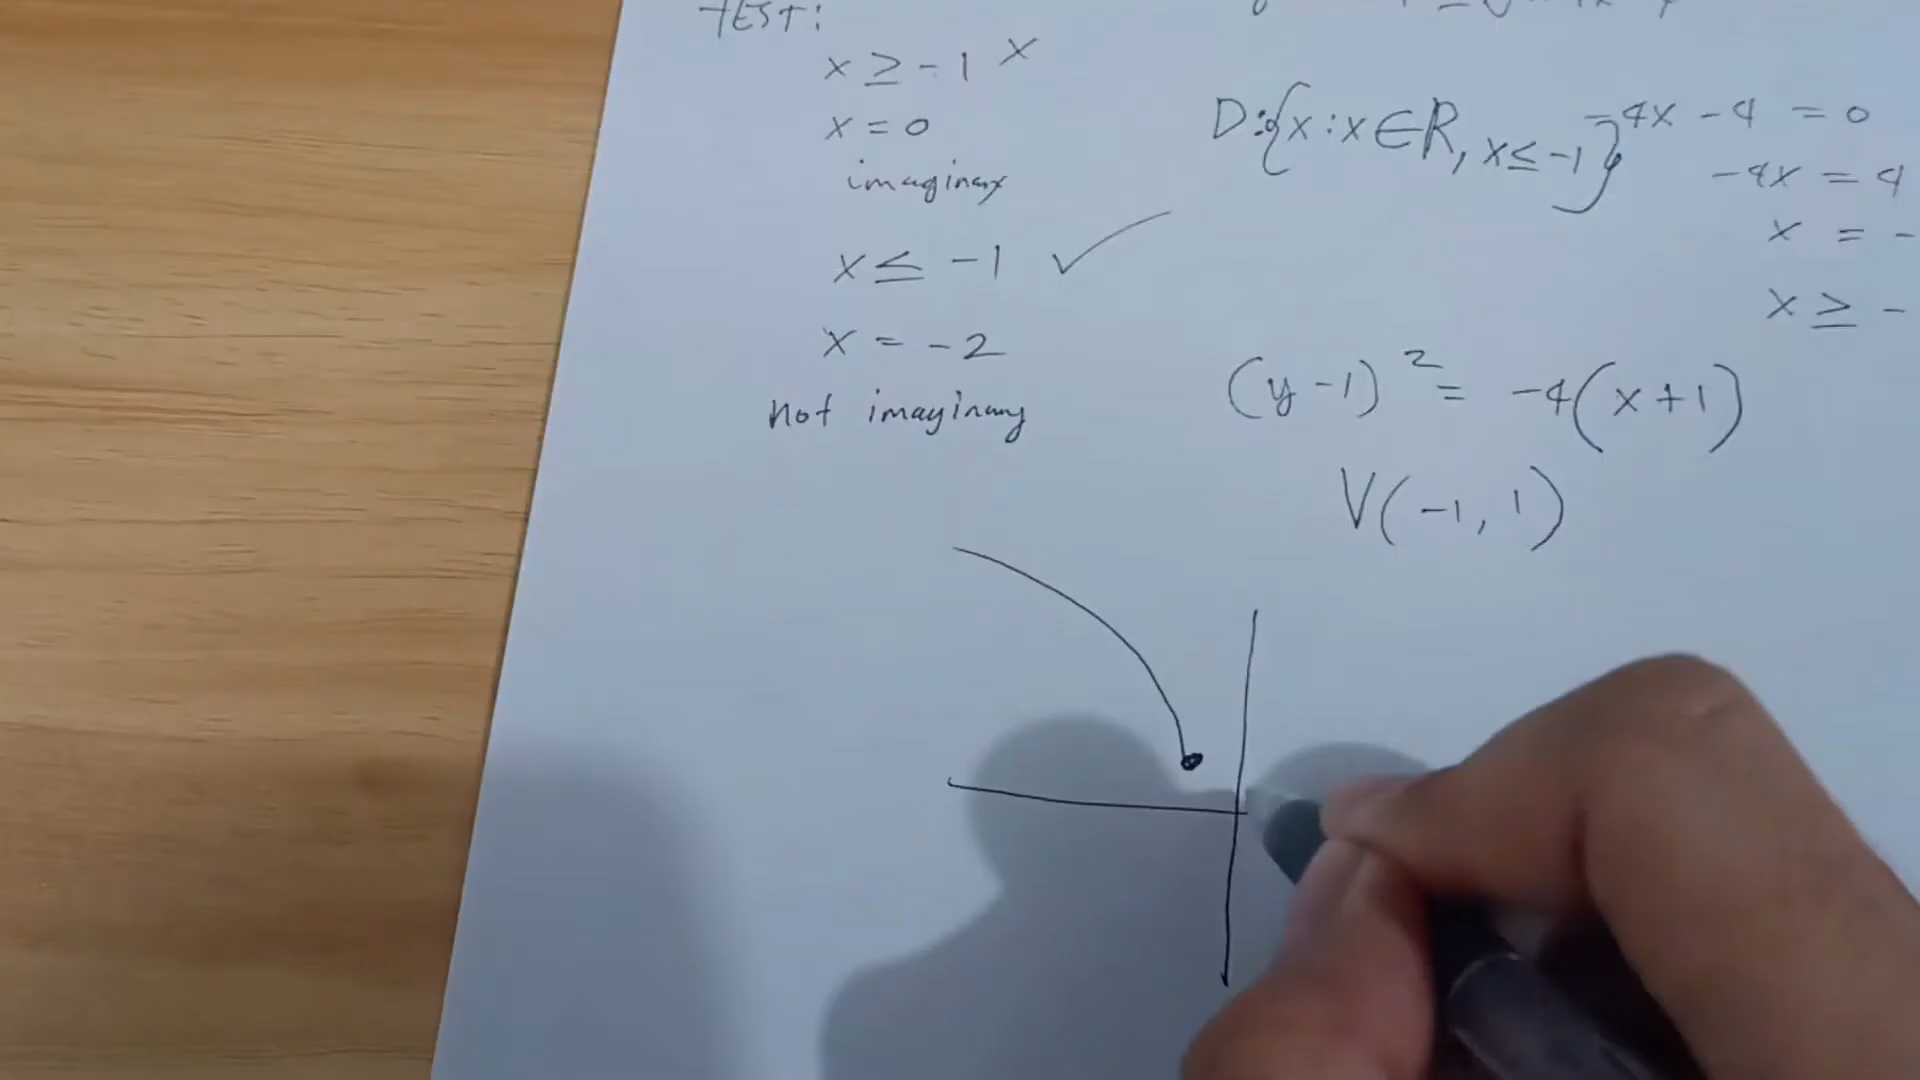 TEST:
x ≥ -1 x
x = 0
imaginary
x ≤ -1 ✓
x = -2
not imaginary
D:{x:x∈R, x≤-1}
-4x - 4 = 0
-4x = 4
x = -
x ≥ -
(y-1)² = -4(x+1)
V(-1, 1)